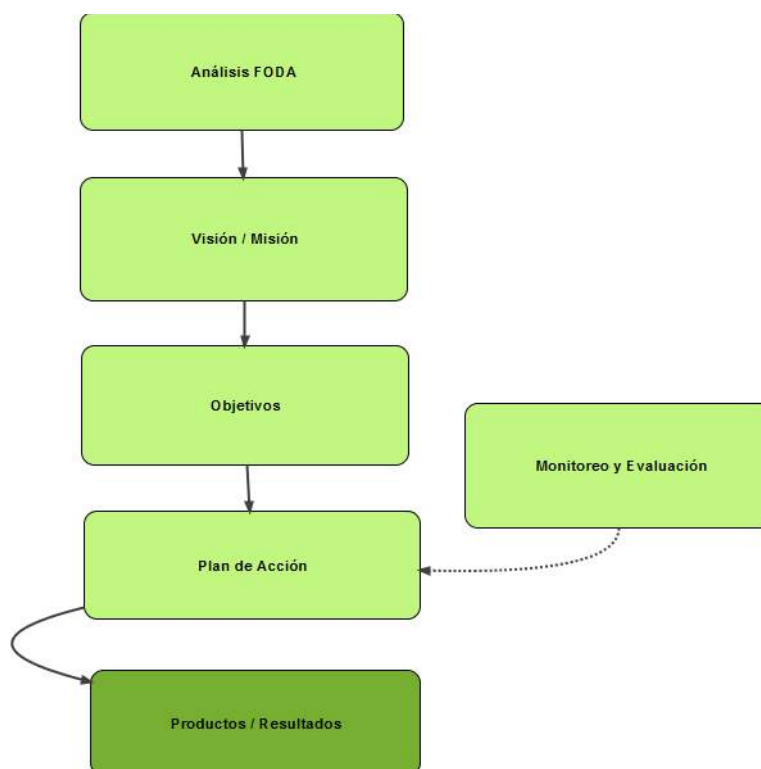 Análisis FODA
Visión / Misión
Objetivos
Monitoreo y Evaluación
Plan de Acción
Productos / Resultados